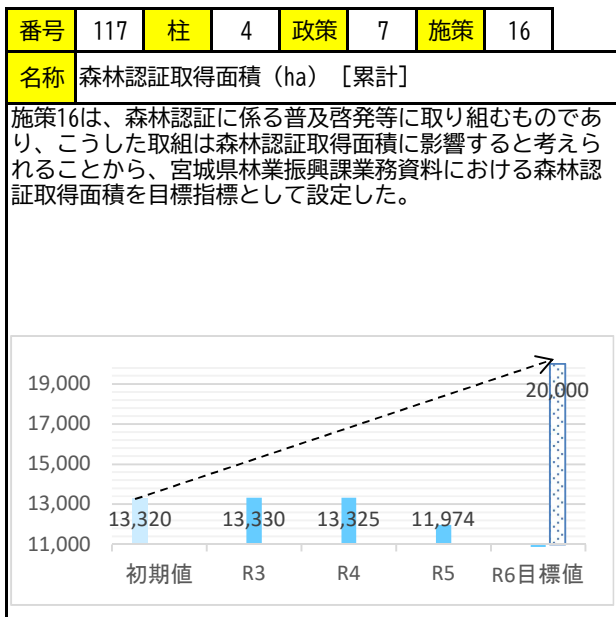 番号 117 柱 4 政策 7 施策 16
名称 森林認証取得面積（ha）［累計］
施策16は、森林認証に係る普及啓発等に取り組むものであ
り、こうした取組は森林認証取得面積に影響すると考えら
れることから、宮城県林業振興課業務資料における森林認
証取得面積を目標指標として設定した。
19,000
20,000
17,000
15,000
13,000
13,320 13,330 13,325 11,974
11,000
初期値 R3 R4 R5 R6目標値